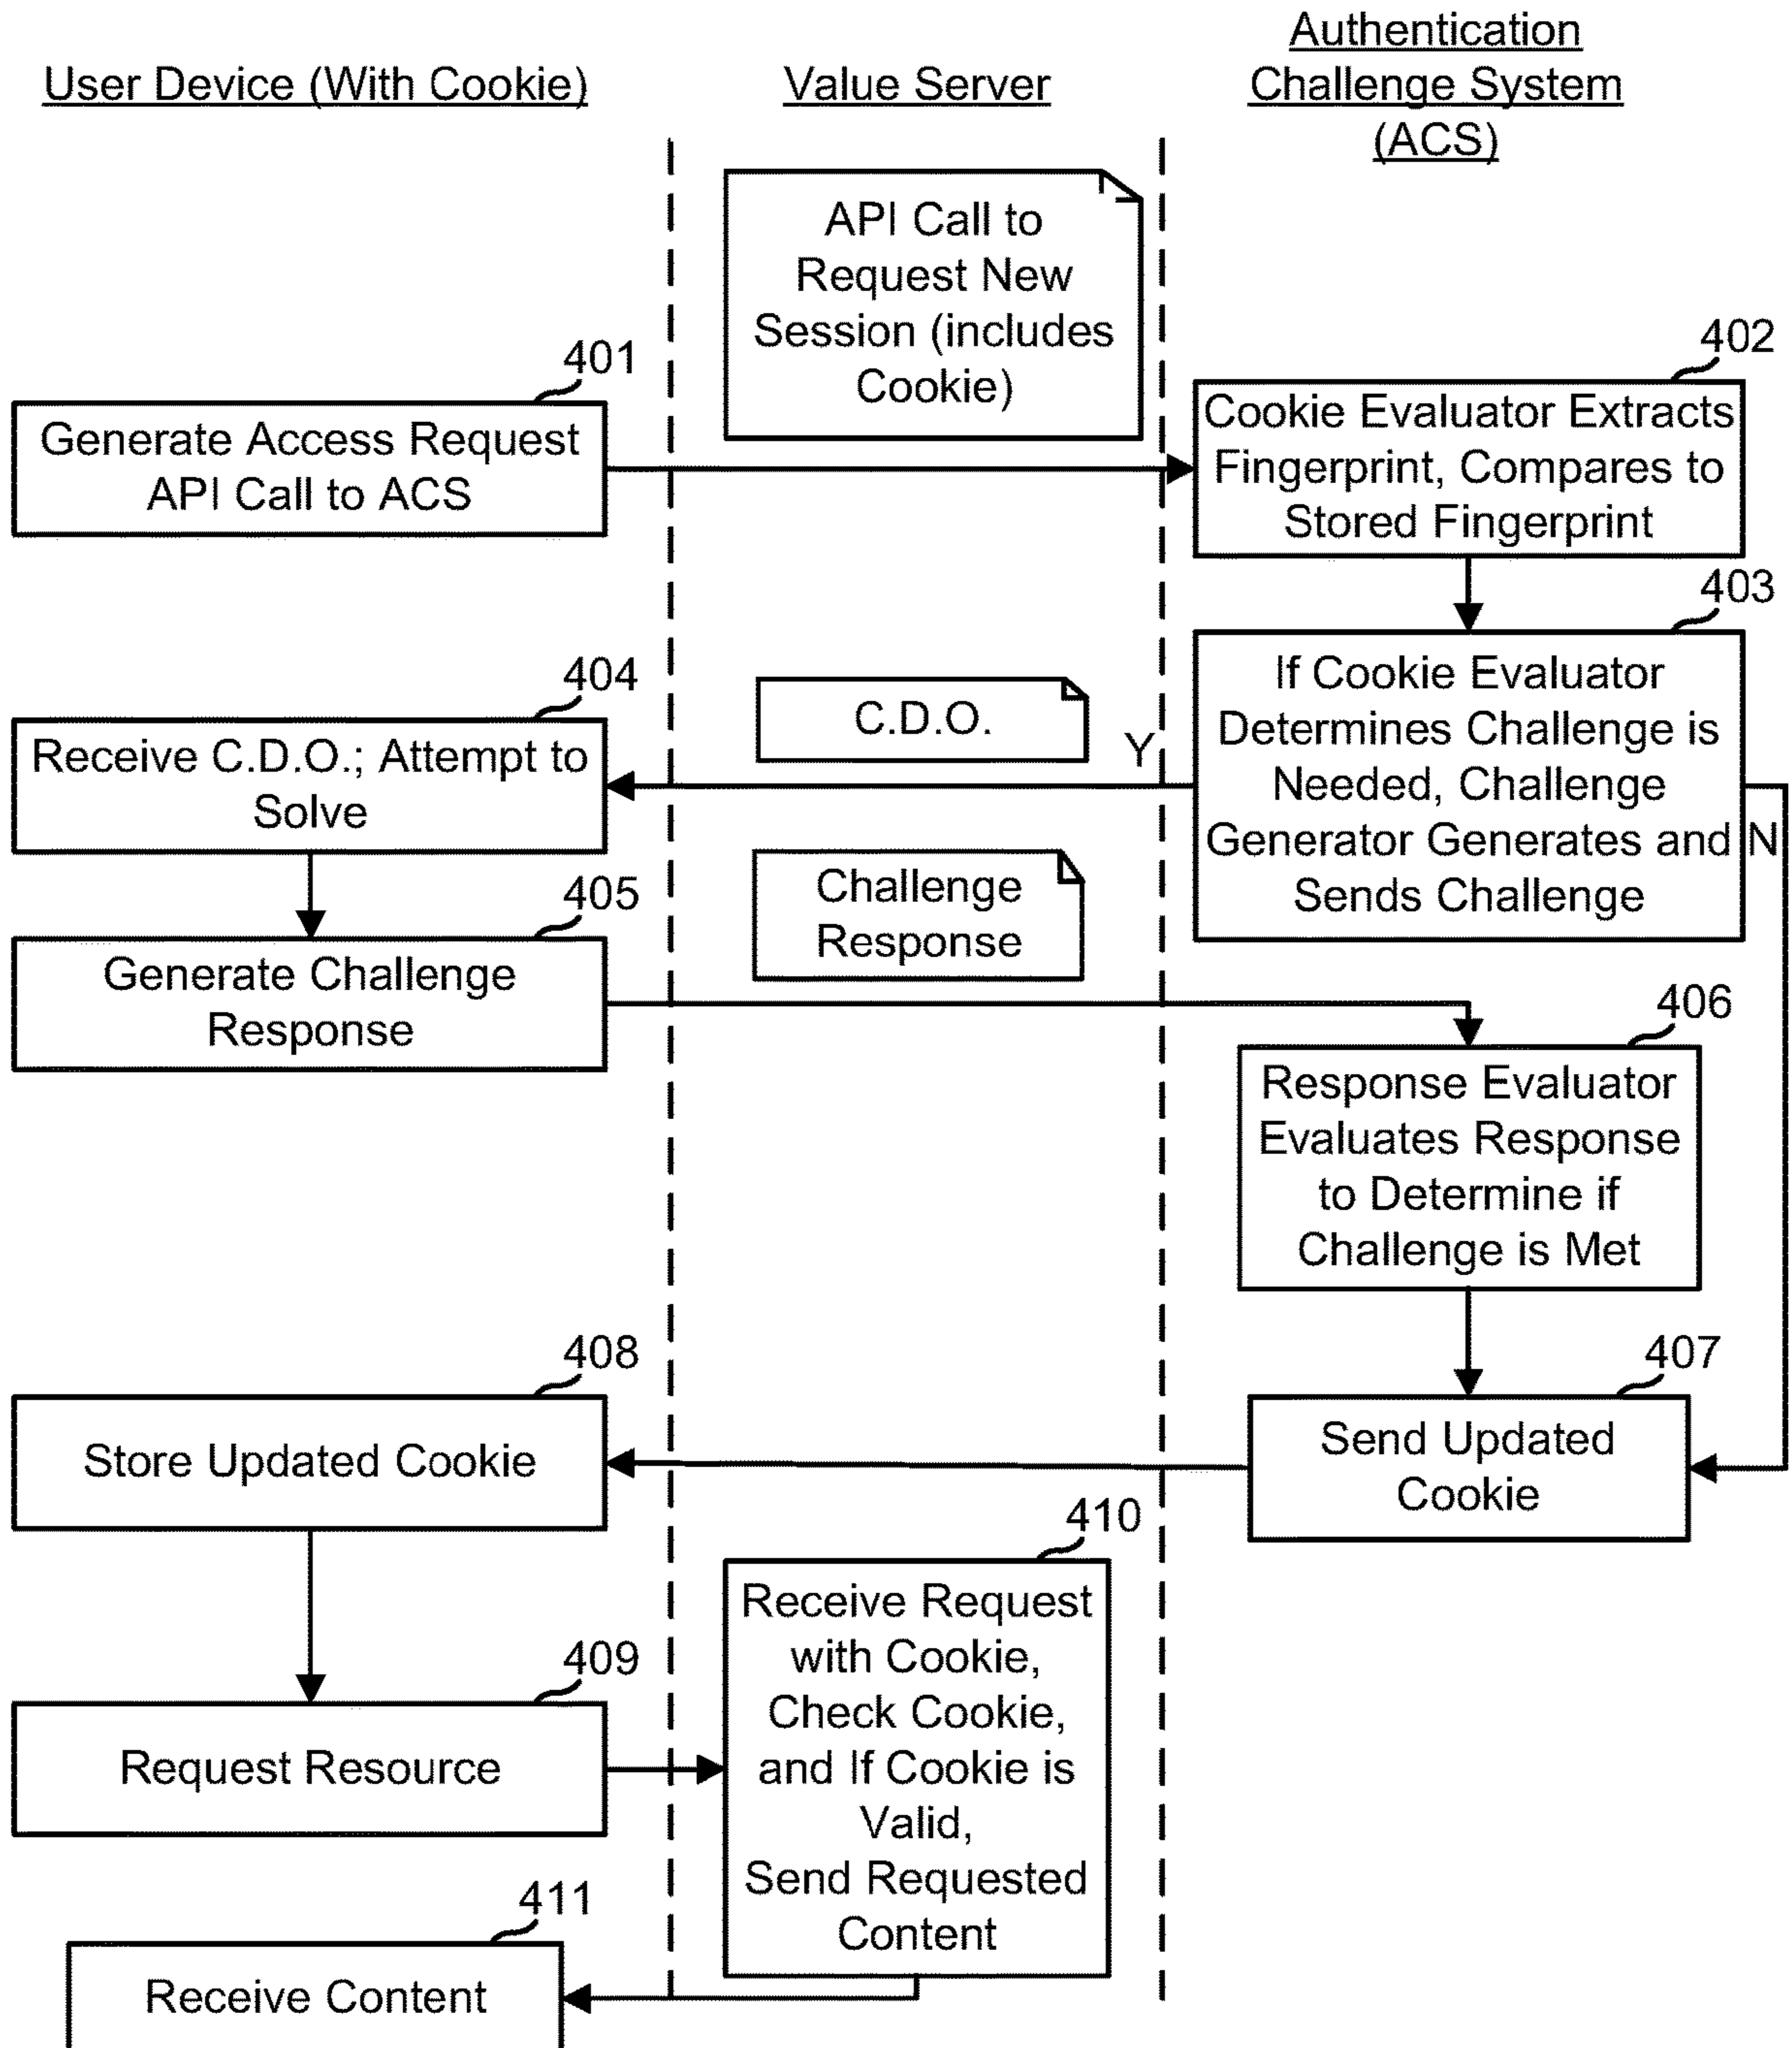 User Device (With Cookie)
Value Server
Authentication
Challenge System
(ACS)
API Call to
Request New
Session (includes
Cookie)
401
Generate Access Request
API Call to ACS
402
Cookie Evaluator Extracts
Fingerprint, Compares to
Stored Fingerprint
403
If Cookie Evaluator
Determines Challenge is
Needed, Challenge
Generator Generates and
Sends Challenge
Y
N
C.D.O.
404
Receive C.D.O.; Attempt to
Solve
405
Generate Challenge
Response
Challenge
Response
406
Response Evaluator
Evaluates Response
to Determine if
Challenge is Met
407
Send Updated
Cookie
408
Store Updated Cookie
409
Request Resource
410
Receive Request
with Cookie,
Check Cookie,
and If Cookie is
Valid,
Send Requested
Content
411
Receive Content